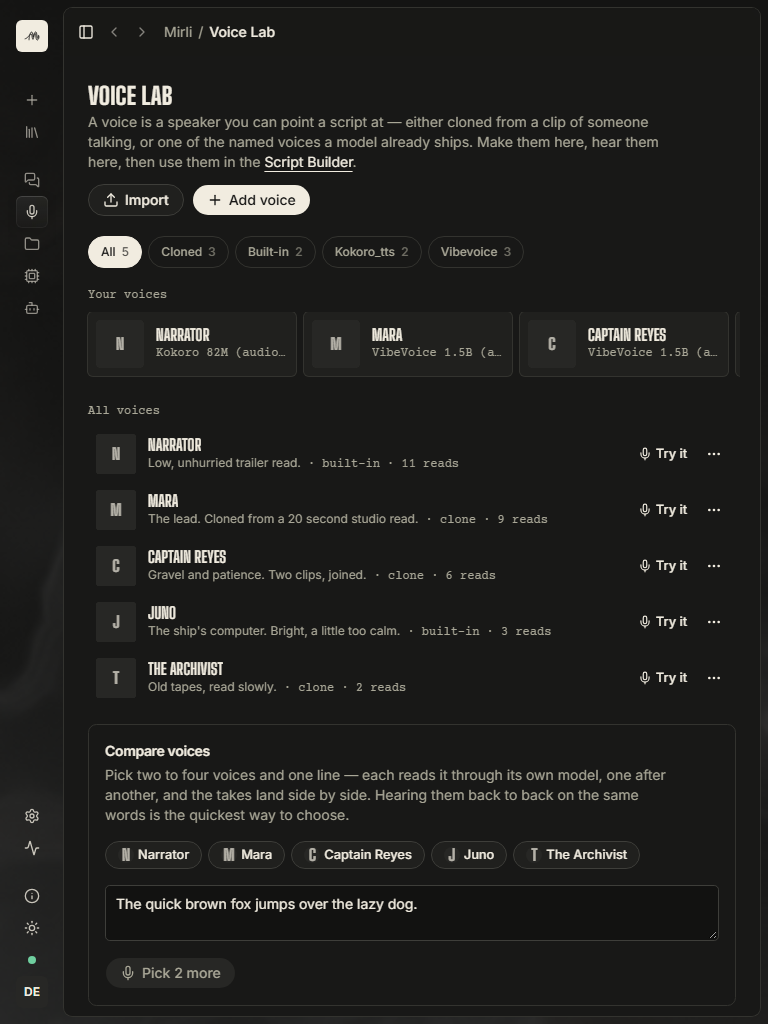 Mirli / Voice Lab
VOICE LAB
A voice is a speaker you can point a script at — either cloned from a clip of someone
talking, or one of the named voices a model already ships. Make them here, hear them
here, then use them in the Script Builder.
Import
Add voice
All 5
Cloned 3
Built-in 2
Kokoro_tts 2
Vibevoice 3
Your voices
N
NARRATOR
Kokoro 82M (audio…
M
MARA
VibeVoice 1.5B (a…
C
CAPTAIN REYES
VibeVoice 1.5B (a…
All voices
N
NARRATOR
Low, unhurried trailer read. · built-in · 11 reads
Try it
M
MARA
The lead. Cloned from a 20 second studio read. · clone · 9 reads
Try it
C
CAPTAIN REYES
Gravel and patience. Two clips, joined. · clone · 6 reads
Try it
J
JUNO
The ship's computer. Bright, a little too calm. · built-in · 3 reads
Try it
T
THE ARCHIVIST
Old tapes, read slowly. · clone · 2 reads
Try it
Compare voices
Pick two to four voices and one line — each reads it through its own model, one after
another, and the takes land side by side. Hearing them back to back on the same
words is the quickest way to choose.
N Narrator
M Mara
C Captain Reyes
J Juno
T The Archivist
The quick brown fox jumps over the lazy dog.
Pick 2 more
DE